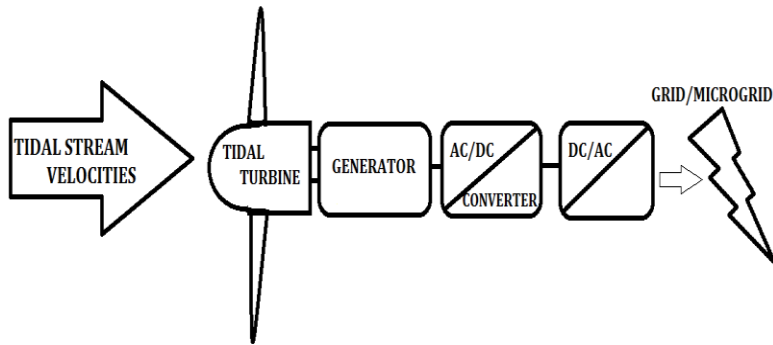 TIDAL STREAM
VELOCITIES
TIDAL
TURBINE
GENERATOR
AC/DC
CONVERTER
DC/AC
GRID/MICROGRID